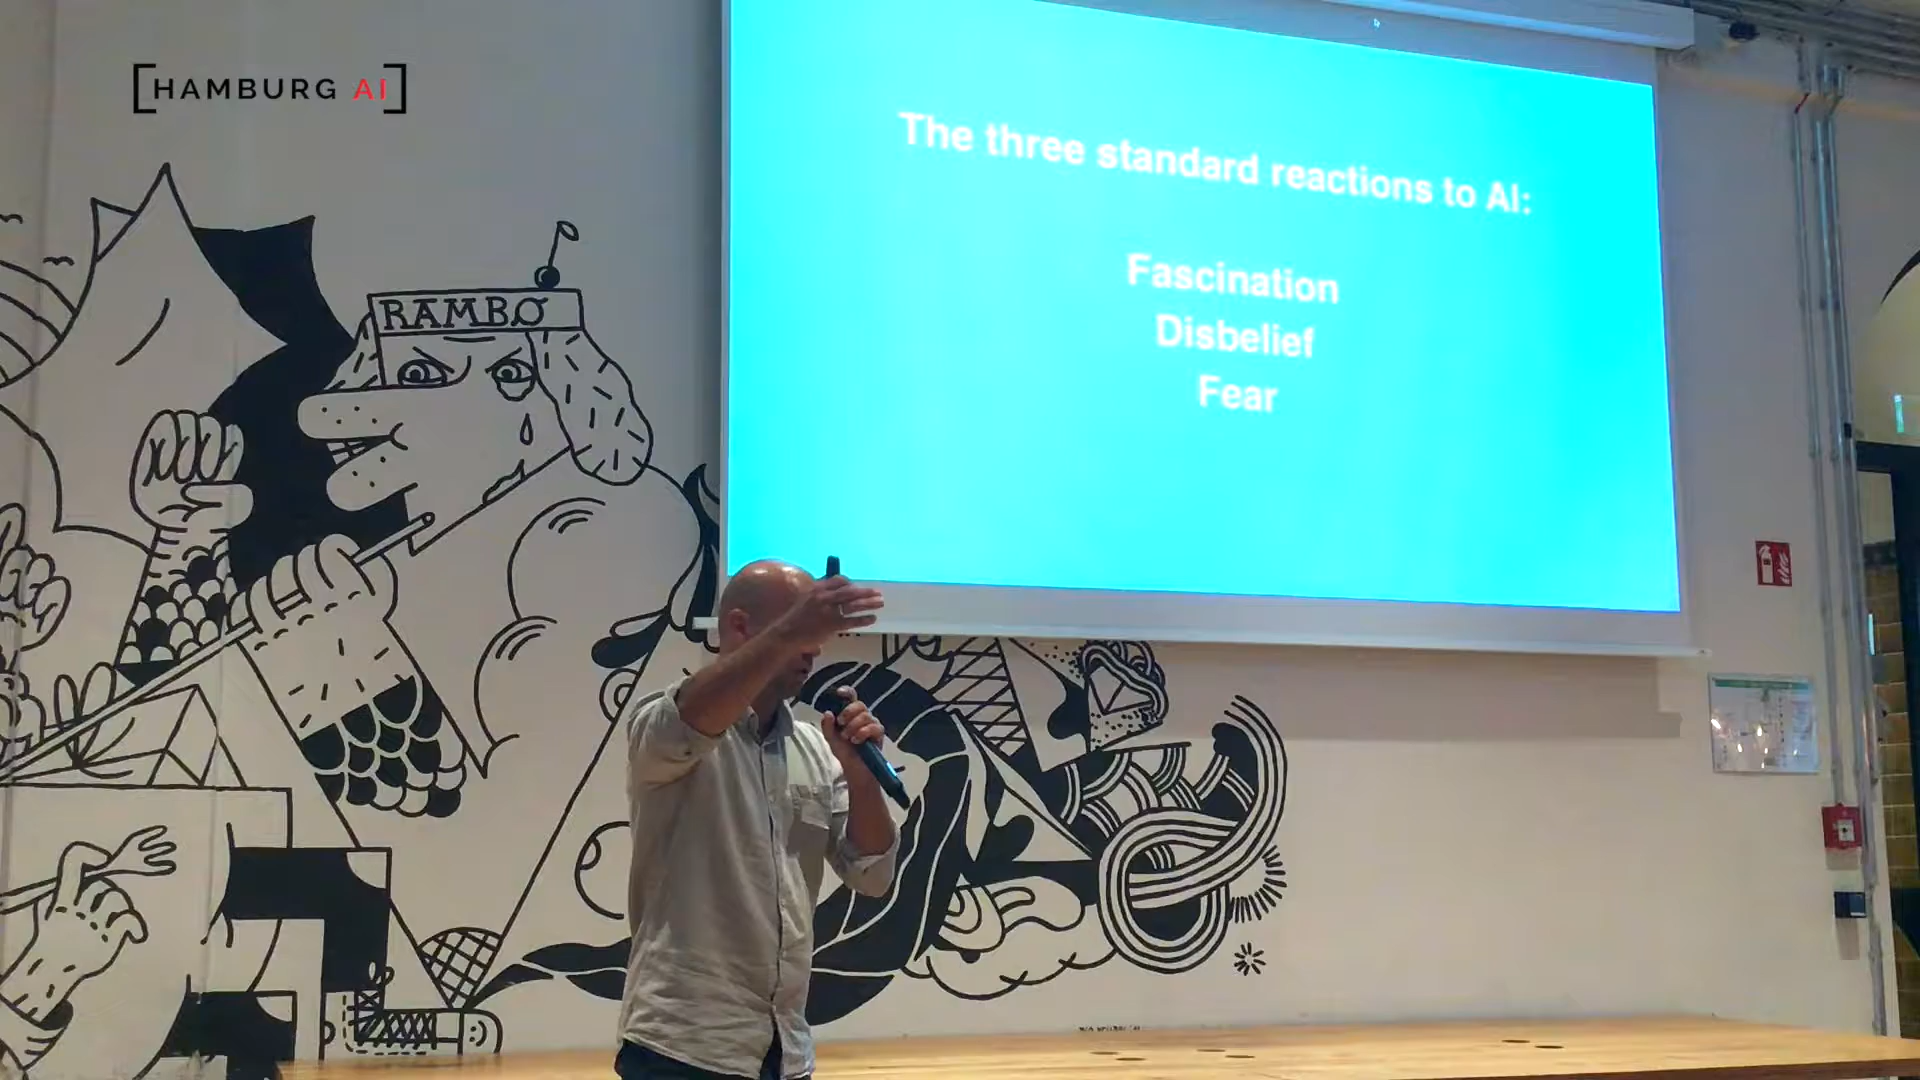 [HAMBURG AI]
The three standard reactions to AI:
Fascination
Disbelief
Fear
RAMBO